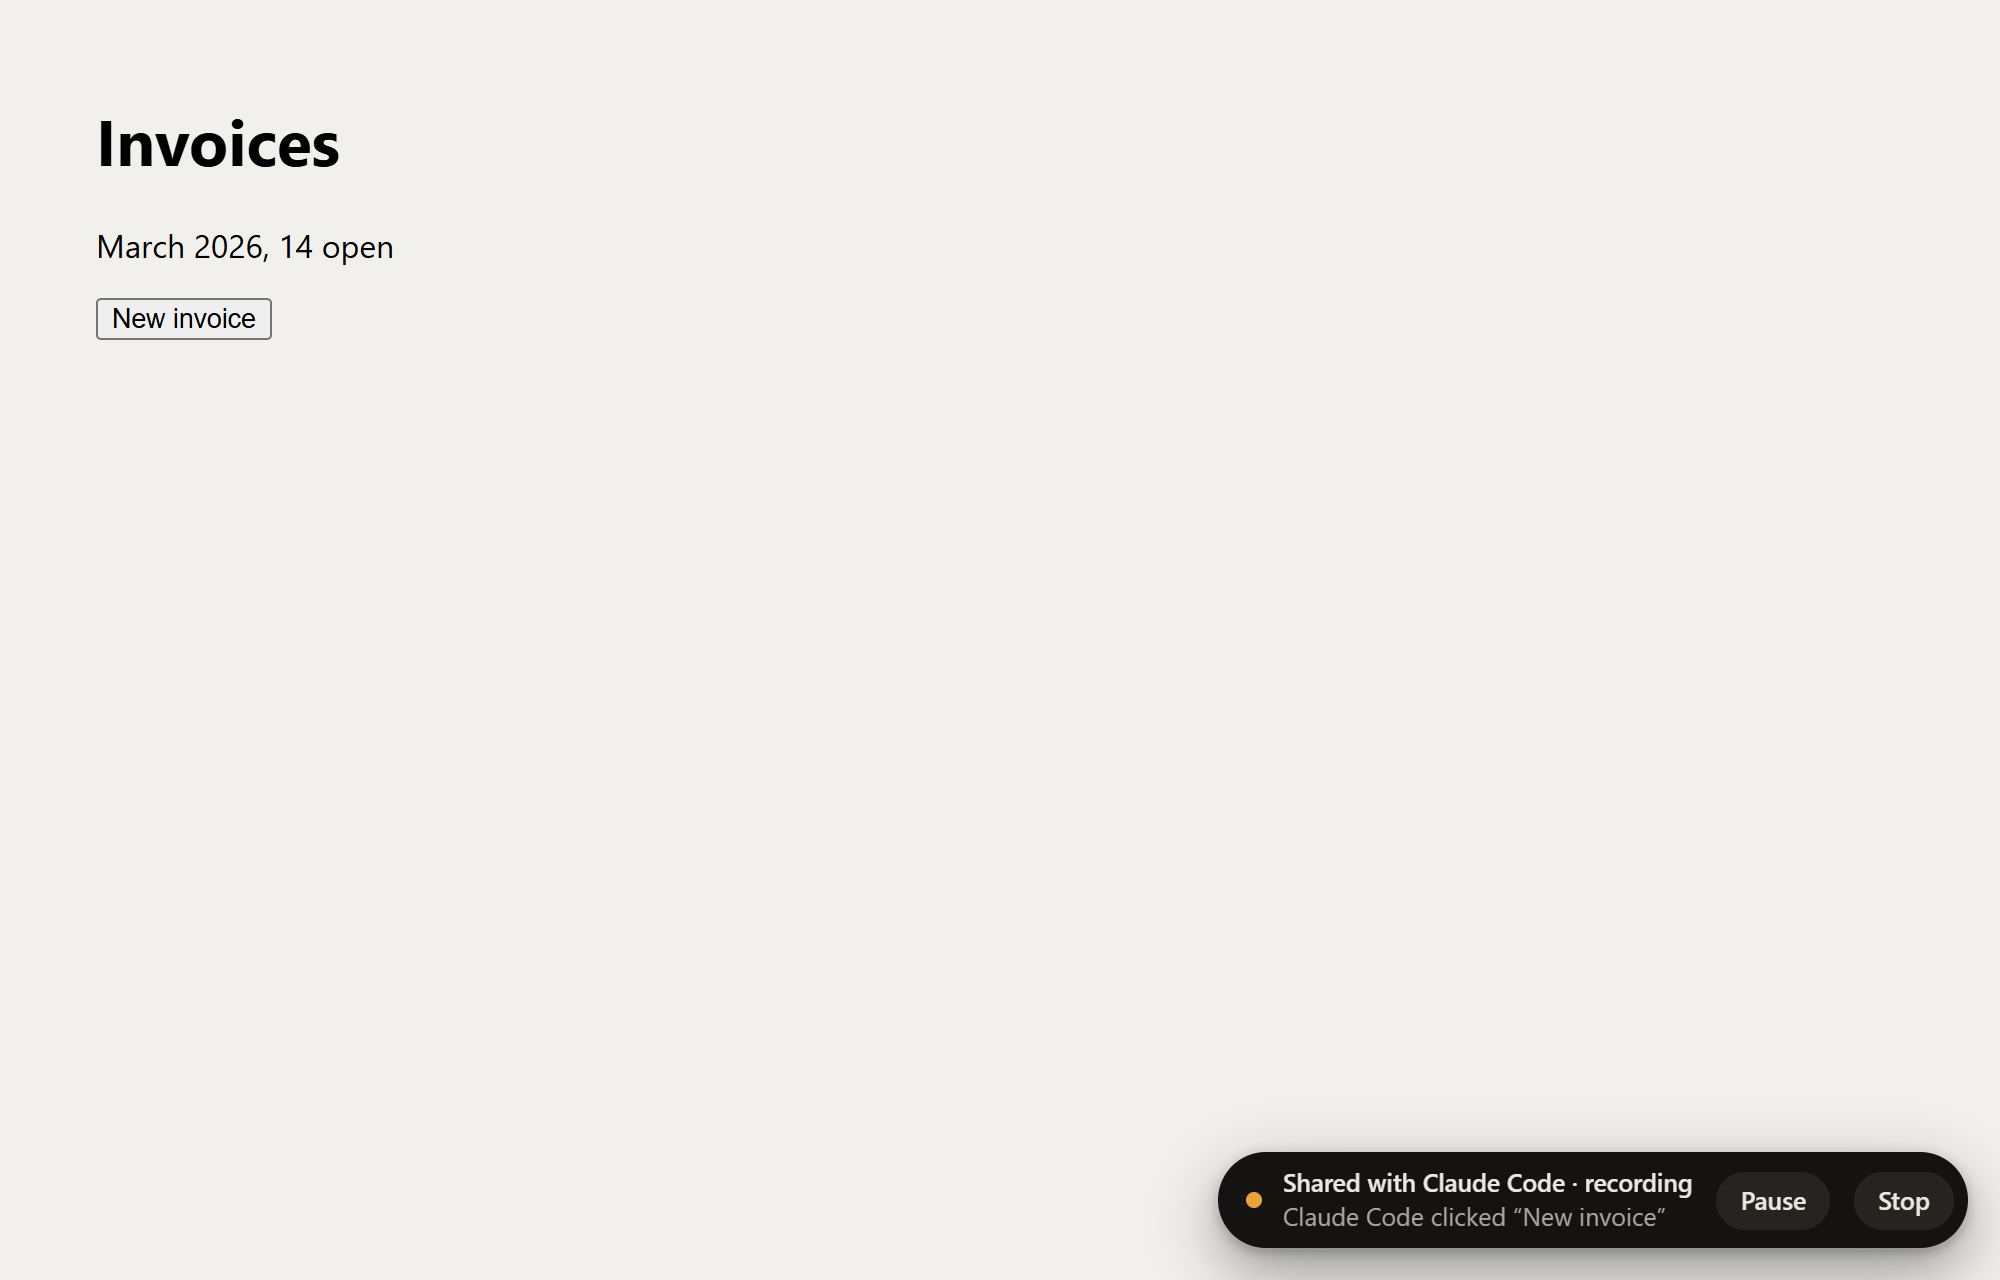 Invoices
March 2026, 14 open
New invoice
Shared with Claude Code · recording
Claude Code clicked “New invoice”
Pause
Stop